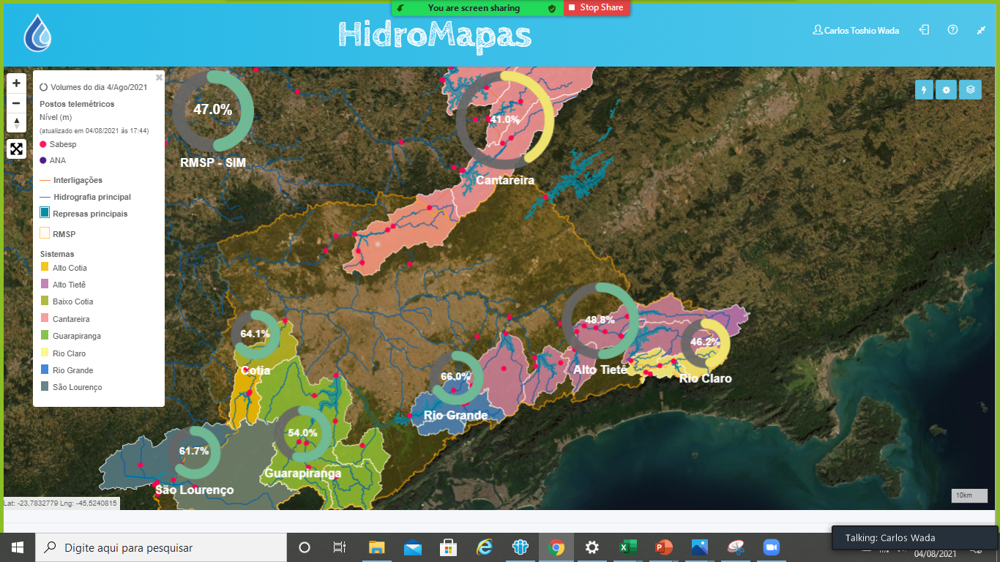 You are screen sharing
Stop Share
HidroMapas
Carlos Toshio Wada
Volumes do dia 4/Ago/2021
Postos telemétricos
Nível (m)
(atualizado em 04/08/2021 às 17:44)
Sabesp
ANA
Interligações
Hidrografia principal
Represas principais
RMSP
Sistemas
Alto Cotia
Alto Tietê
Baixo Cotia
Cantareira
Guarapiranga
Rio Claro
Rio Grande
São Lourenço
47.0%
RMSP - SIM
41.0%
Cantareira
64.1%
Cotia
66.0%
Rio Grande
48.8%
Alto Tietê
46.2%
Rio Claro
54.0%
Guarapiranga
61.7%
São Lourenço
Lat: -23,7832779 Lng: -45,5240815
10km
Talking: Carlos Wada
Digite aqui para pesquisar
04/08/2021